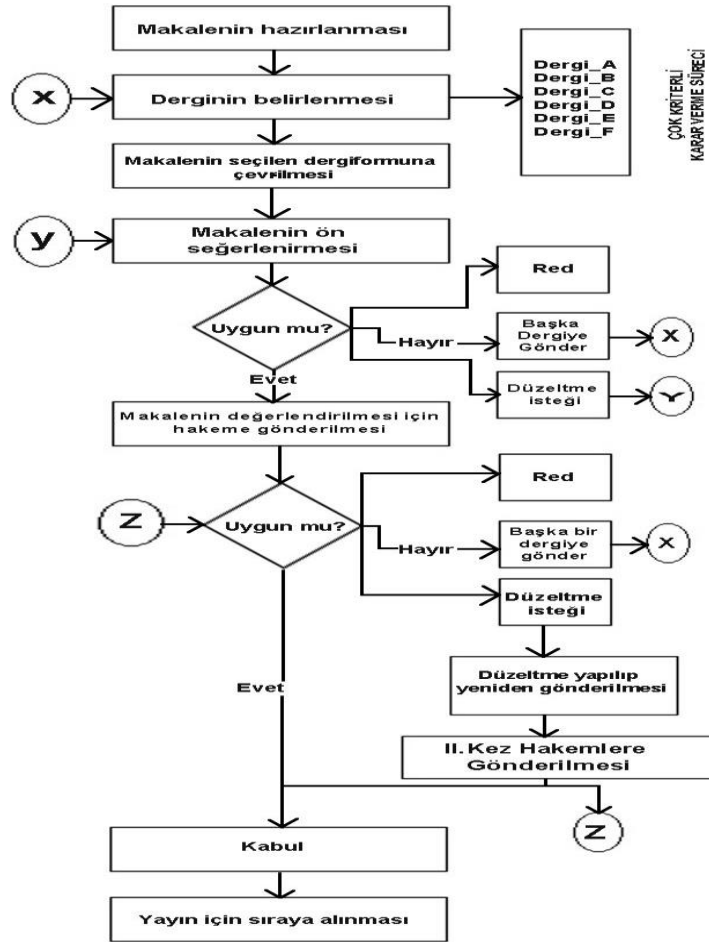 Makalenin hazırlanması
Dergi_A
Dergi_B
Dergi_C
Dergi_D
Dergi_E
Dergi_F
ÇOK KRİTERLİ
KARAR VERME SÜRECİ
X
Derginin belirlenmesi
Makalenin seçilen dergiformuna
çevrilmesi
y
Makalenin ön
seğerlenirmesi
Red
Uygun mu?
Hayır
Başka
Dergiye
Gönder
X
Evet
Düzeltme
isteği
Y
Makalenin değerlendirilmesi için
hakeme gönderilmesi
Red
Z
Uygun mu?
Hayır
Başka bir
dergiye
gönder
X
Düzeltme
isteği
Evet
Düzeltme yapılıp
yeniden gönderilmesi
II. Kez Hakemlere
Gönderilmesi
Z
Kabul
Yayın için sıraya alınması